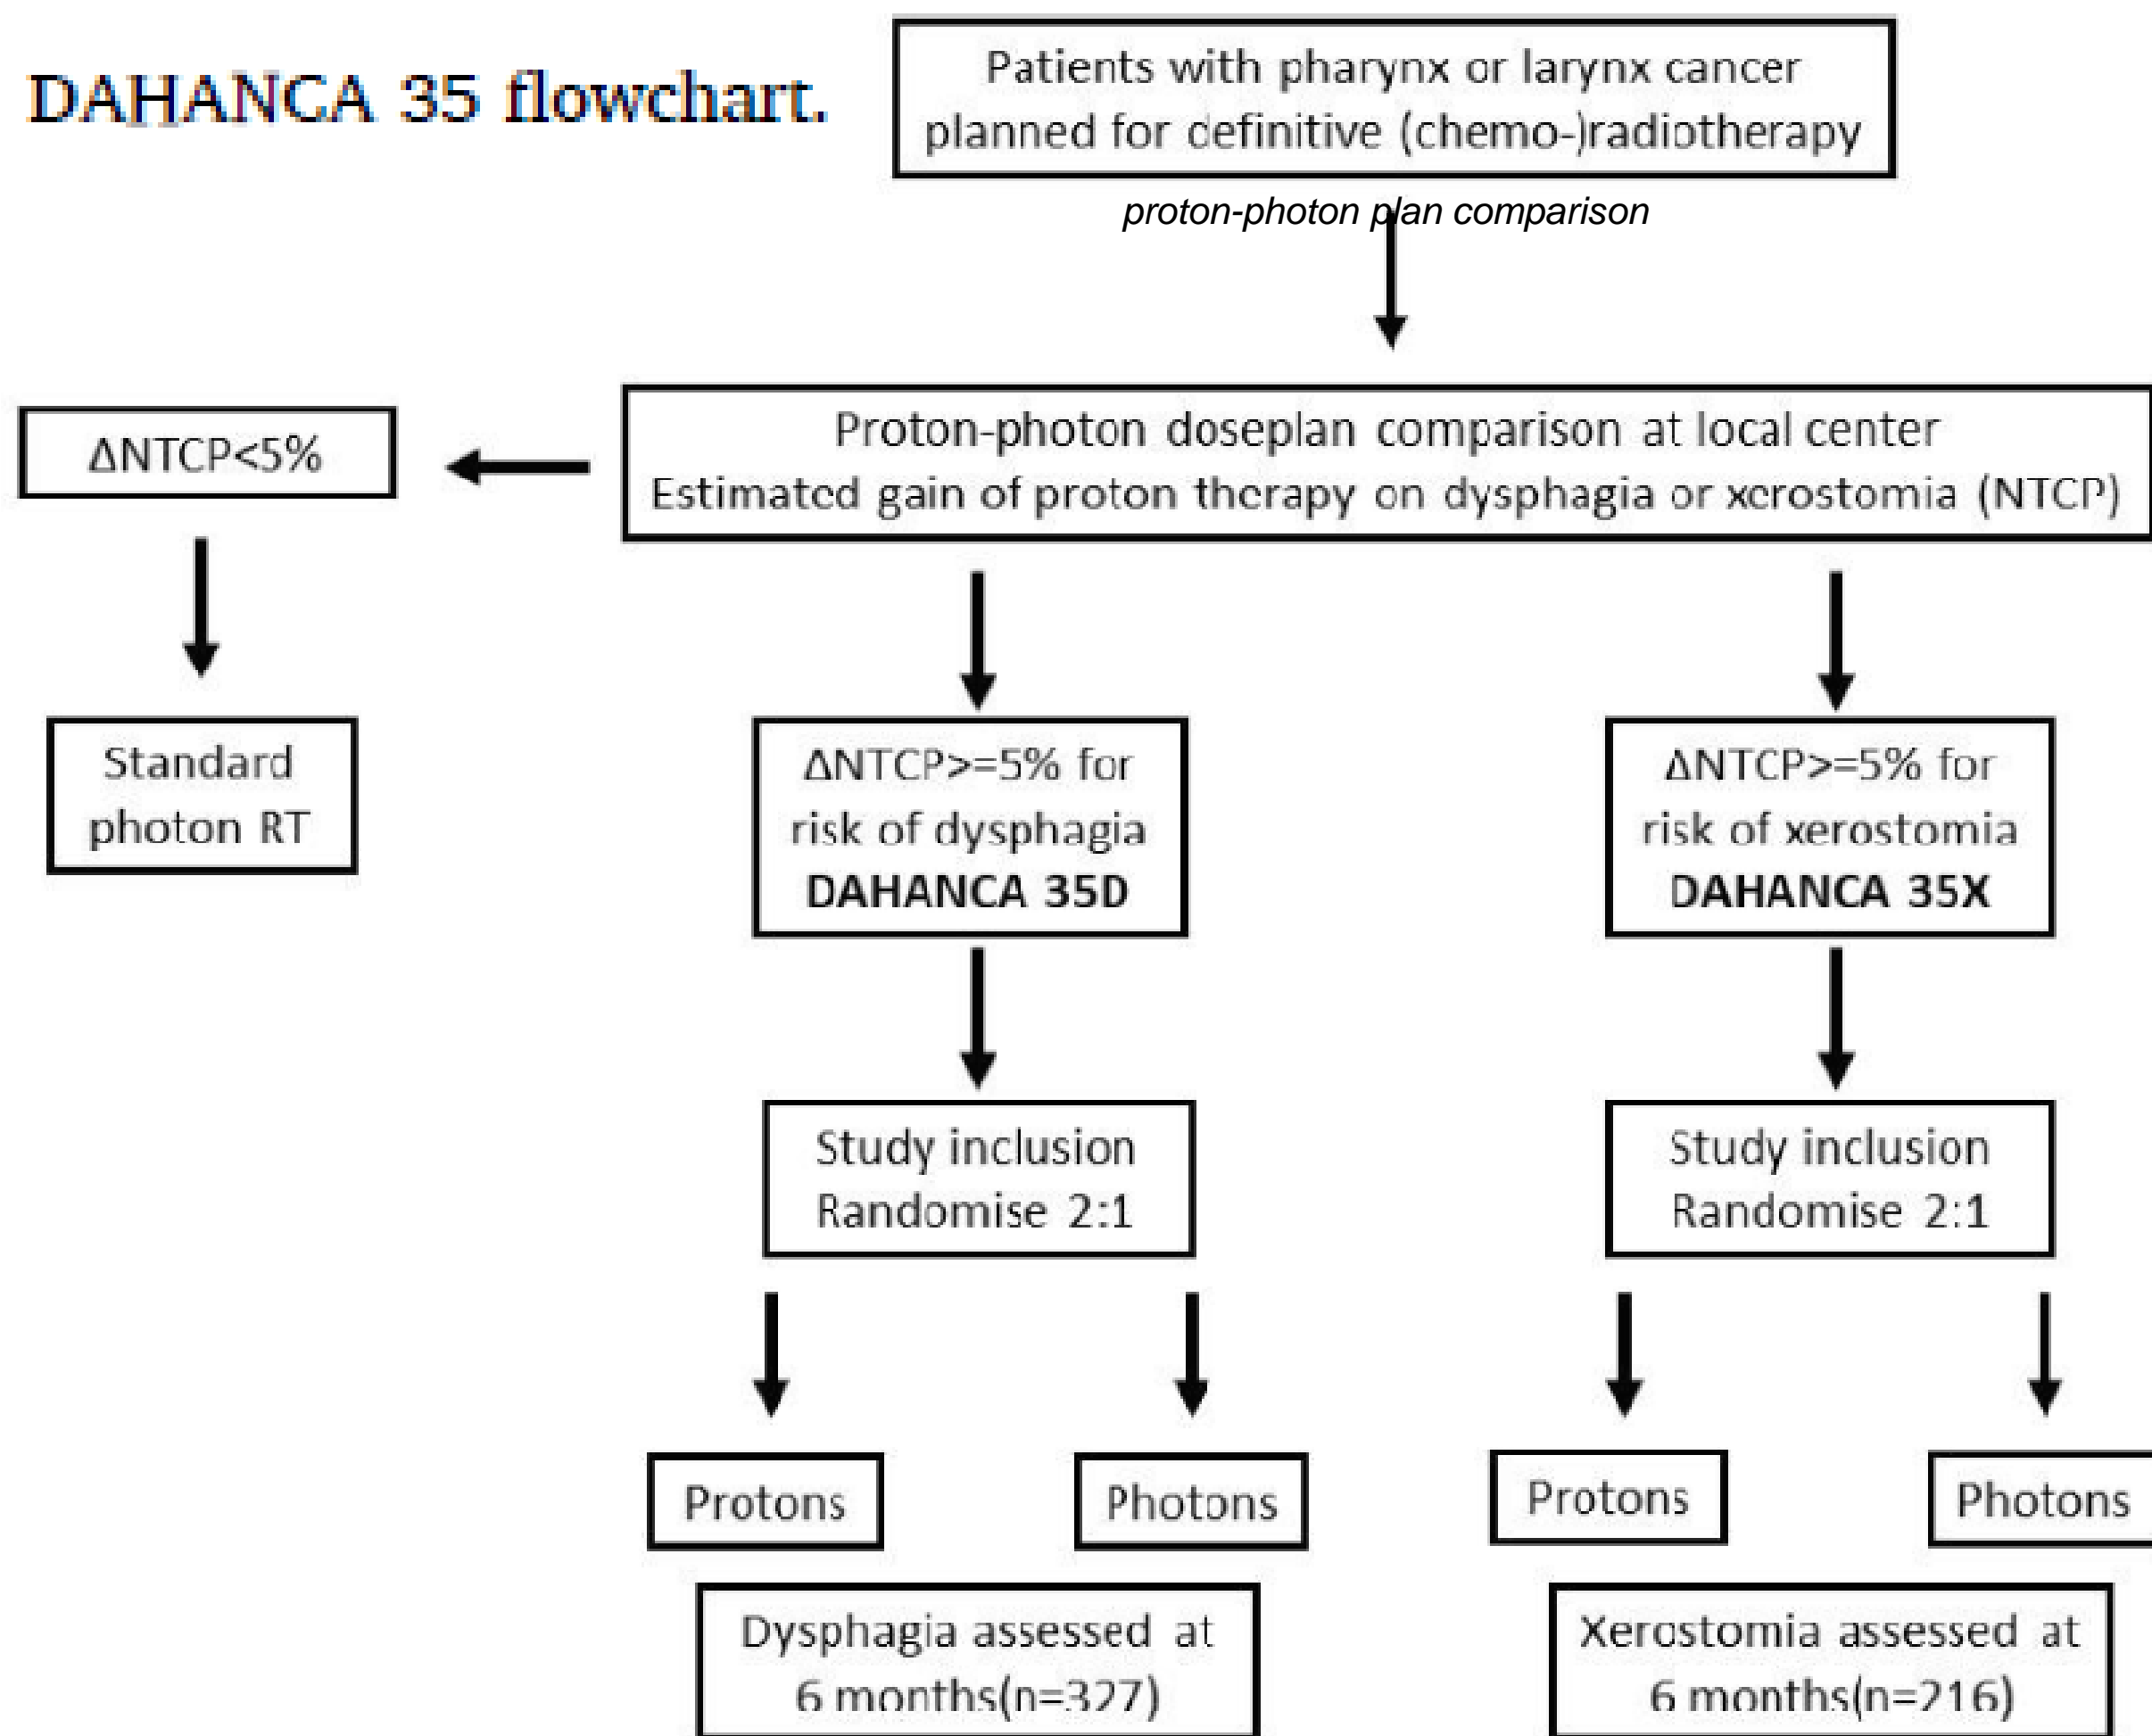 DAHANCA 35 flowchart.
Patients with pharynx or larynx cancer
planned for definitive (chemo-)radiotherapy
proton-photon plan comparison
Proton-photon doseplan comparison at local center
Estimated gain of proton therapy on dysphagia or xerostomia (NTCP)
ΔNTCP<5%
Standard
photon RT
ΔNTCP>=5% for
risk of dysphagia
DAHANCA 35D
ΔNTCP>=5% for
risk of xerostomia
DAHANCA 35X
Study inclusion
Randomise 2:1
Study inclusion
Randomise 2:1
Protons
Photons
Protons
Photons
Dysphagia assessed at
6 months(n=327)
Xerostomia assessed at
6 months(n=216)